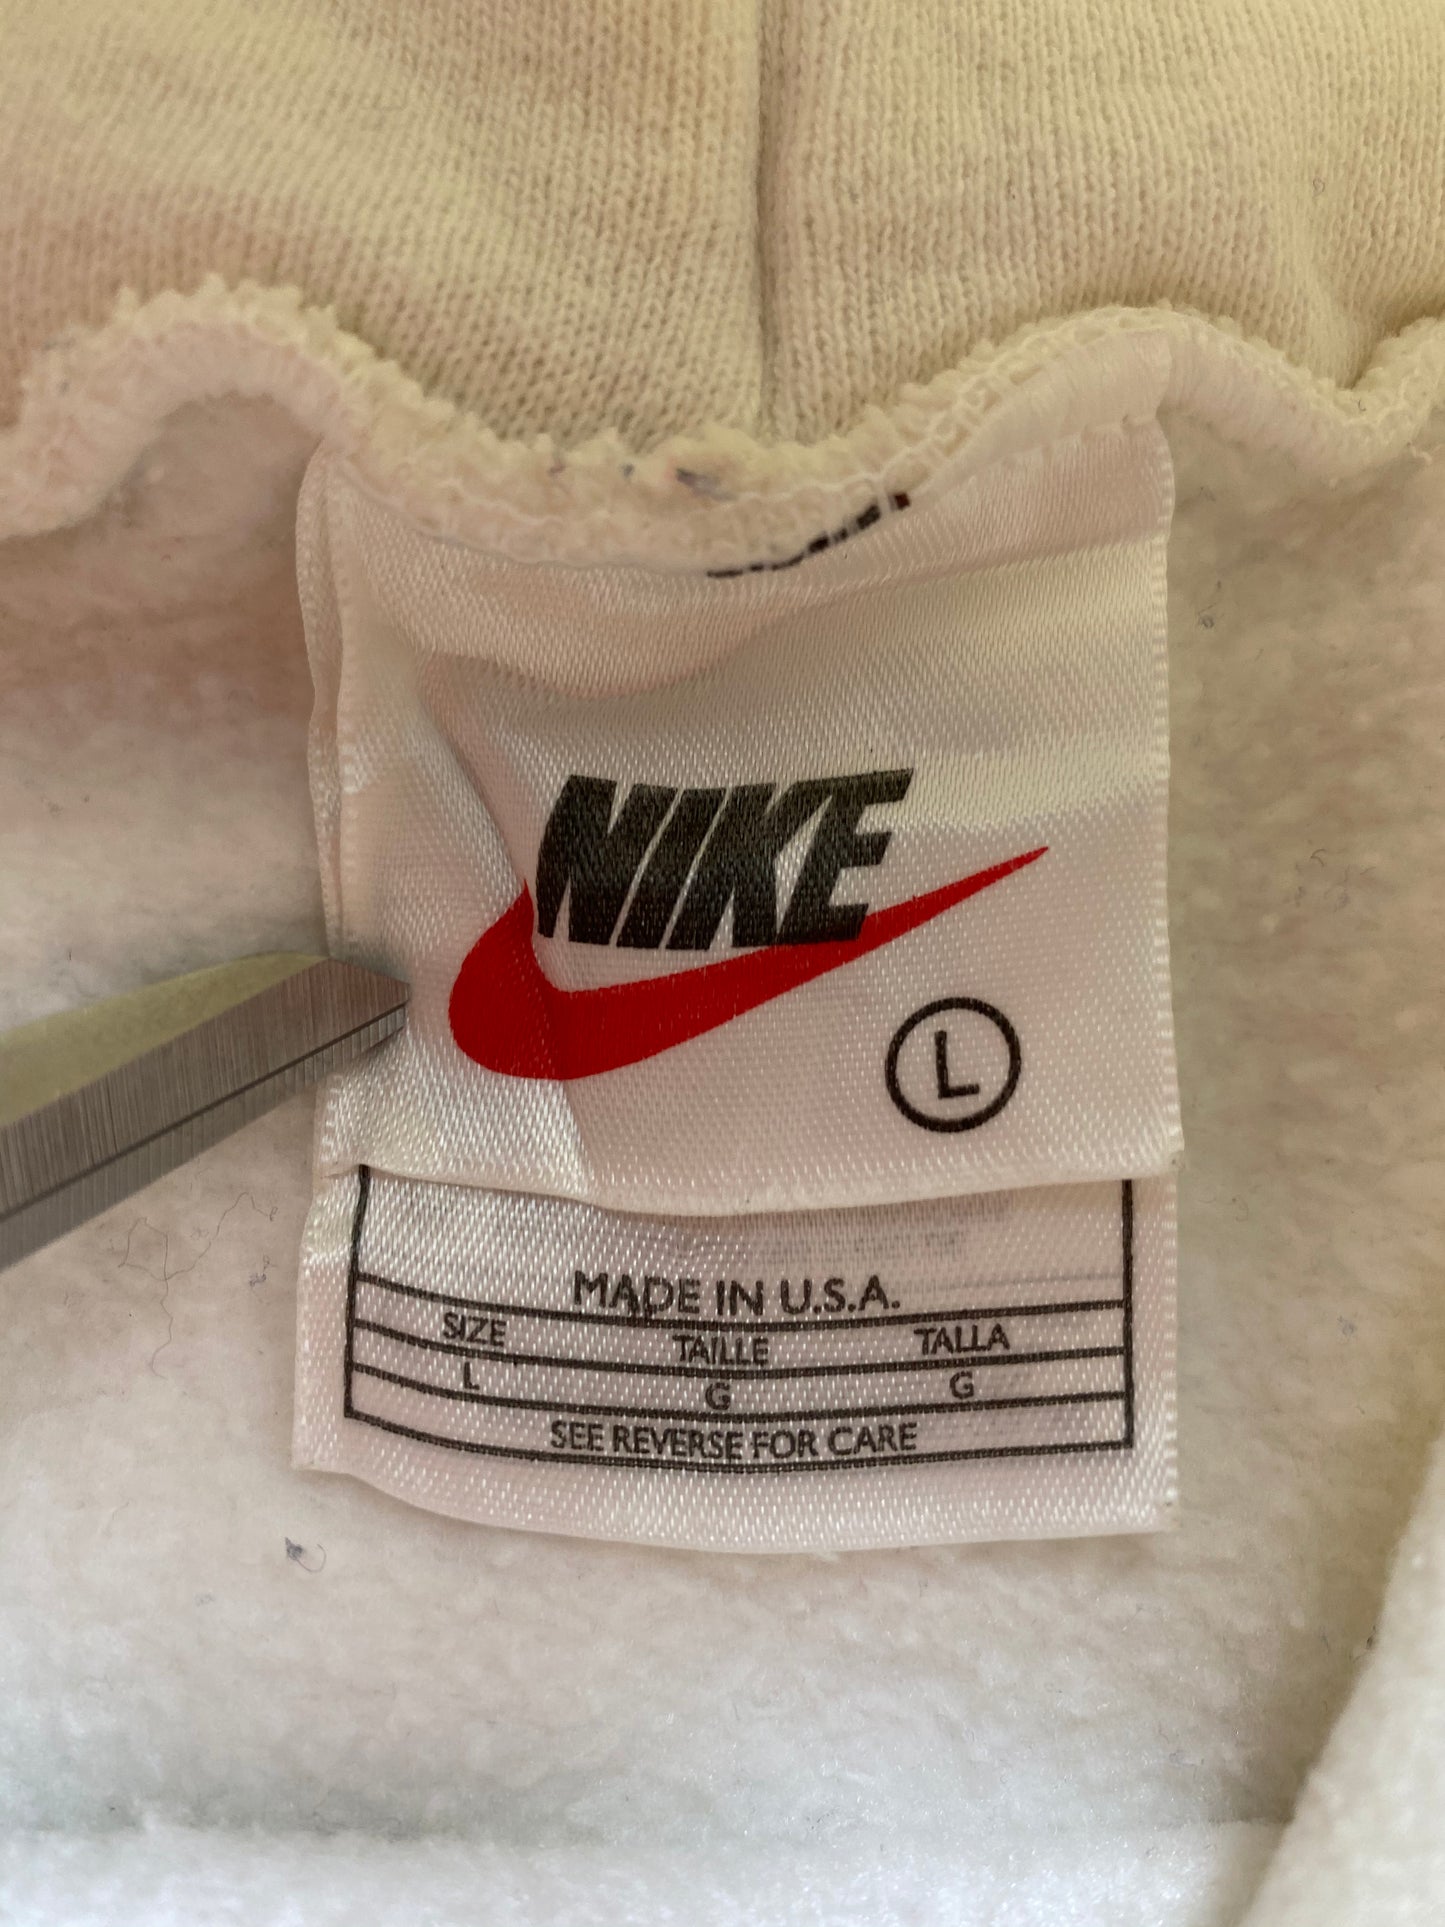 NIKE
L
MADE IN U.S.A.
SIZE TAILLE TALLA
L G G
SEE REVERSE FOR CARE